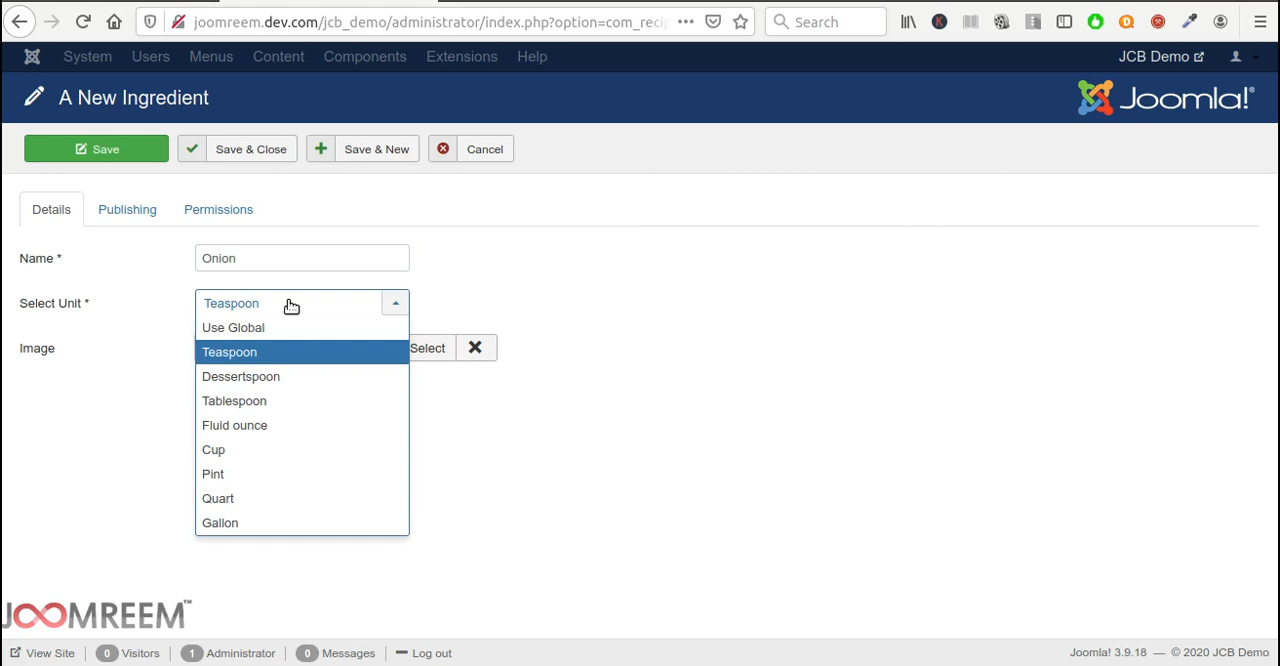 joomreem.dev.com/jcb_demo/administrator/index.php?option=com_reci
Search
System Users Menus Content Components Extensions Help JCB Demo
A New Ingredient Joomla!®
Save Save & Close Save & New Cancel
Details Publishing Permissions
Name * Onion
Select Unit * Teaspoon
Use Global
Image Select
Teaspoon
Dessertspoon
Tablespoon
Fluid ounce
Cup
Pint
Quart
Gallon
JOOMREEM™
View Site 0 Visitors 1 Administrator 0 Messages Log out Joomla! 3.9.18 — © 2020 JCB Demo